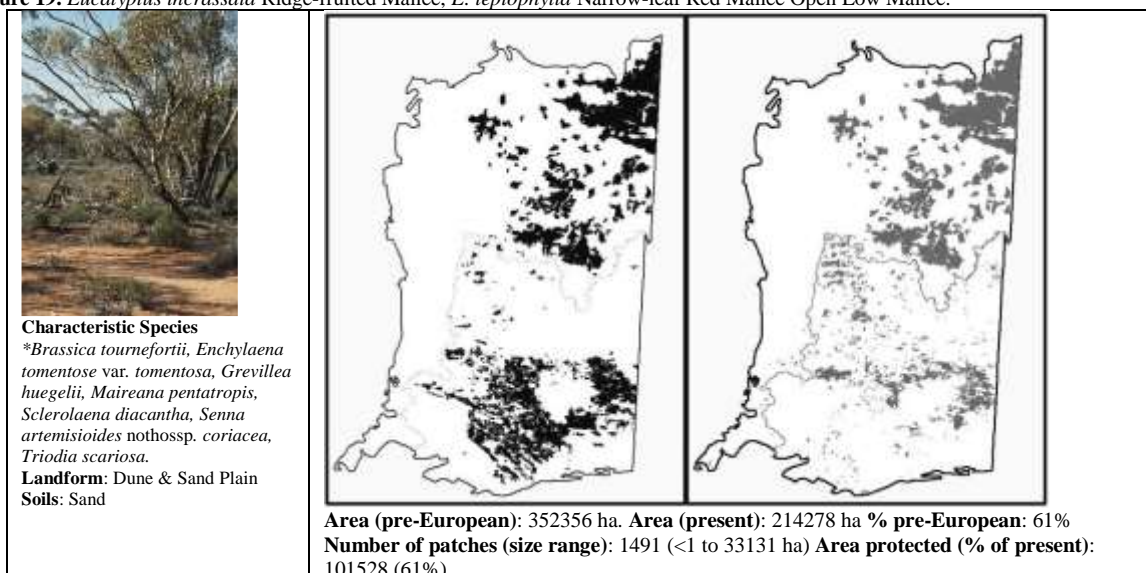 ure 19. Eucalyptus incrassata Ridge-fruited Mallee, E. leptophylla Narrow-leaf Red Mallee Open Low Mallee.
Characteristic Species
*Brassica tournefortii, Enchylaena
tomentose var. tomentosa, Grevillea
huegelii, Maireana pentatropis,
Sclerolaena diacantha, Senna
artemisioides nothossp. coriacea,
Triodia scariosa.
Landform: Dune & Sand Plain
Soils: Sand
Area (pre-European): 352356 ha. Area (present): 214278 ha % pre-European: 61%
Number of patches (size range): 1491 (<1 to 33131 ha) Area protected (% of present):
101528 (61%)